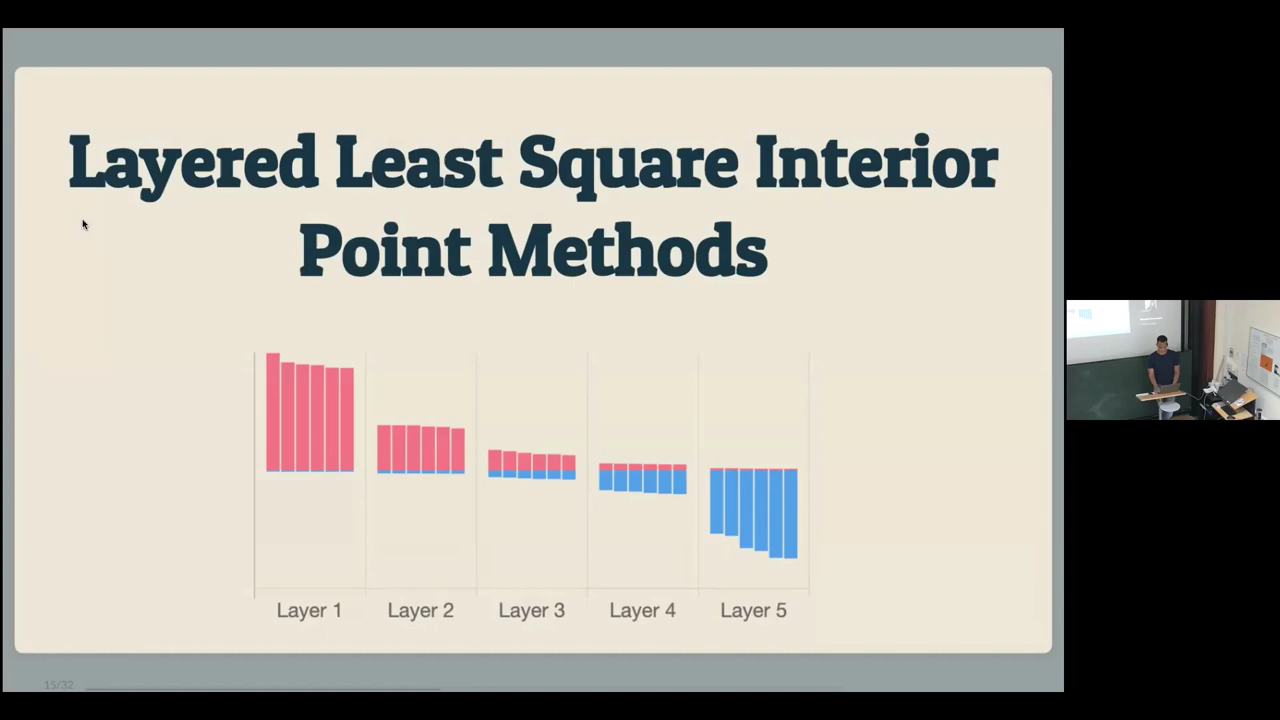 Layered Least Square Interior
Point Methods
Layer 1
Layer 2
Layer 3
Layer 4
Layer 5
15/32